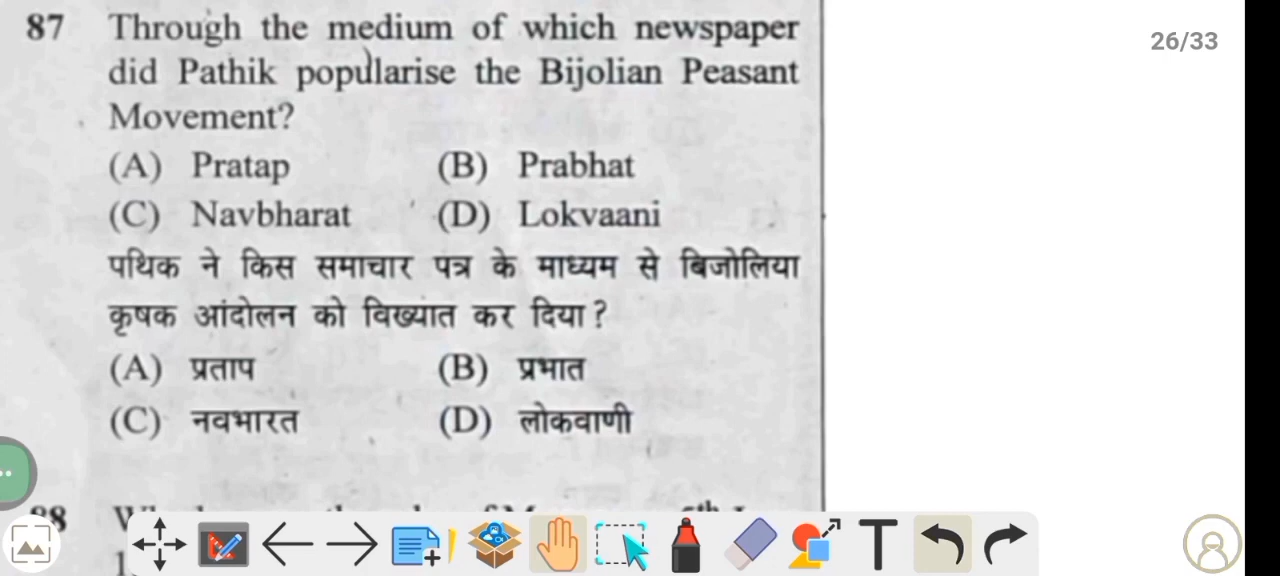 87 Through the medium of which newspaper
26/33
did Pathik popularise the Bijolian Peasant
Movement?
(A) Pratap (B) Prabhat
(C) Navbharat (D) Lokvaani
पथिक ने किस समाचार पत्र के माध्यम से बिजोलिया
कृषक आंदोलन को विख्यात कर दिया?
(A) प्रताप (B) प्रभात
(C) नवभारत (D) लोकवाणी
T